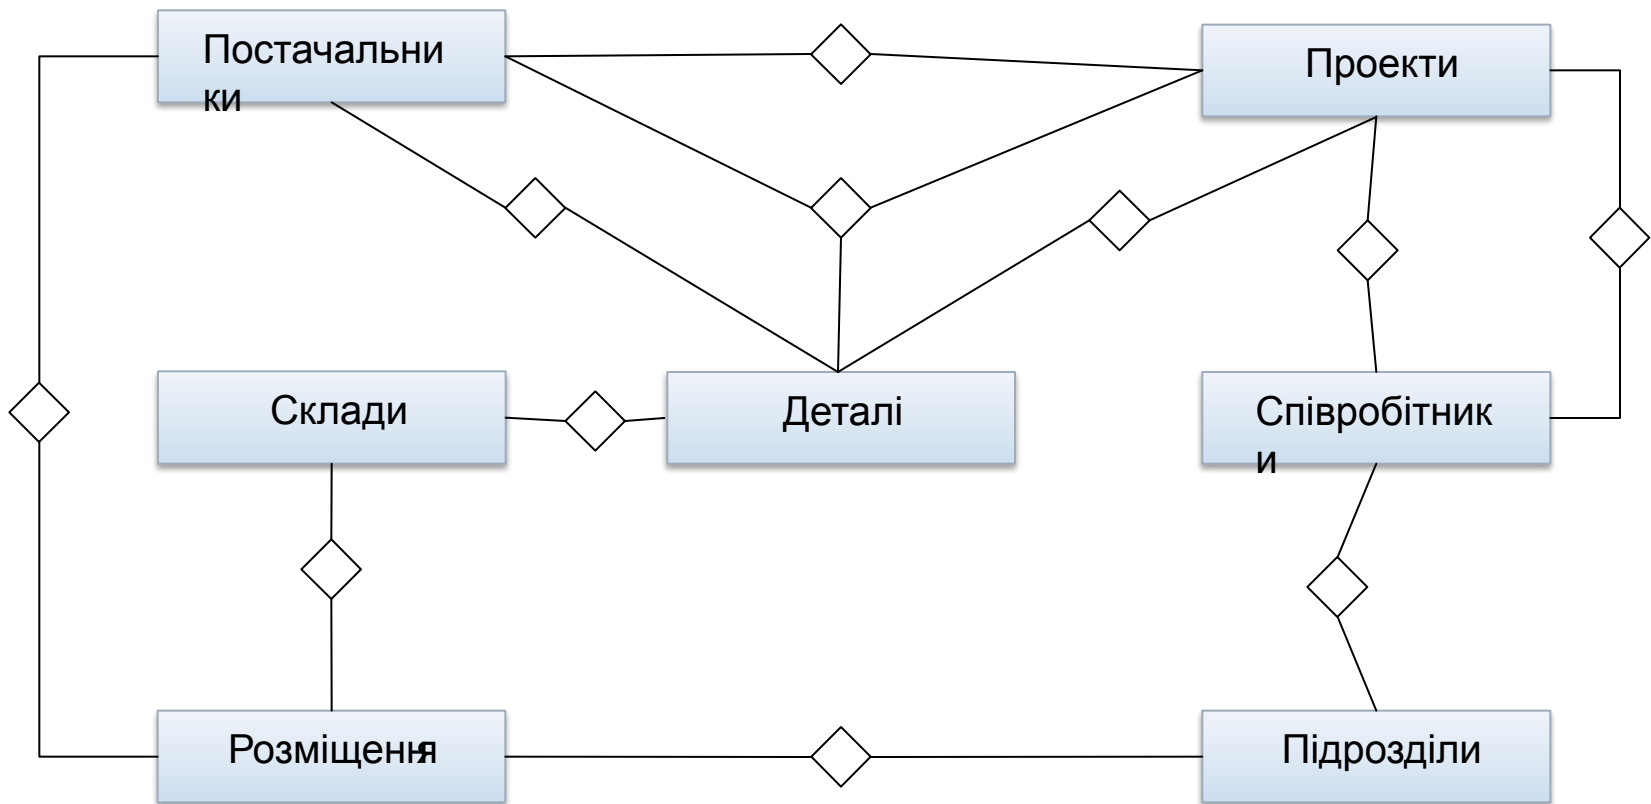 Постачальни
ки
Проекти
Склади
Деталі
Співробітник
и
Розміщення
Підрозділи